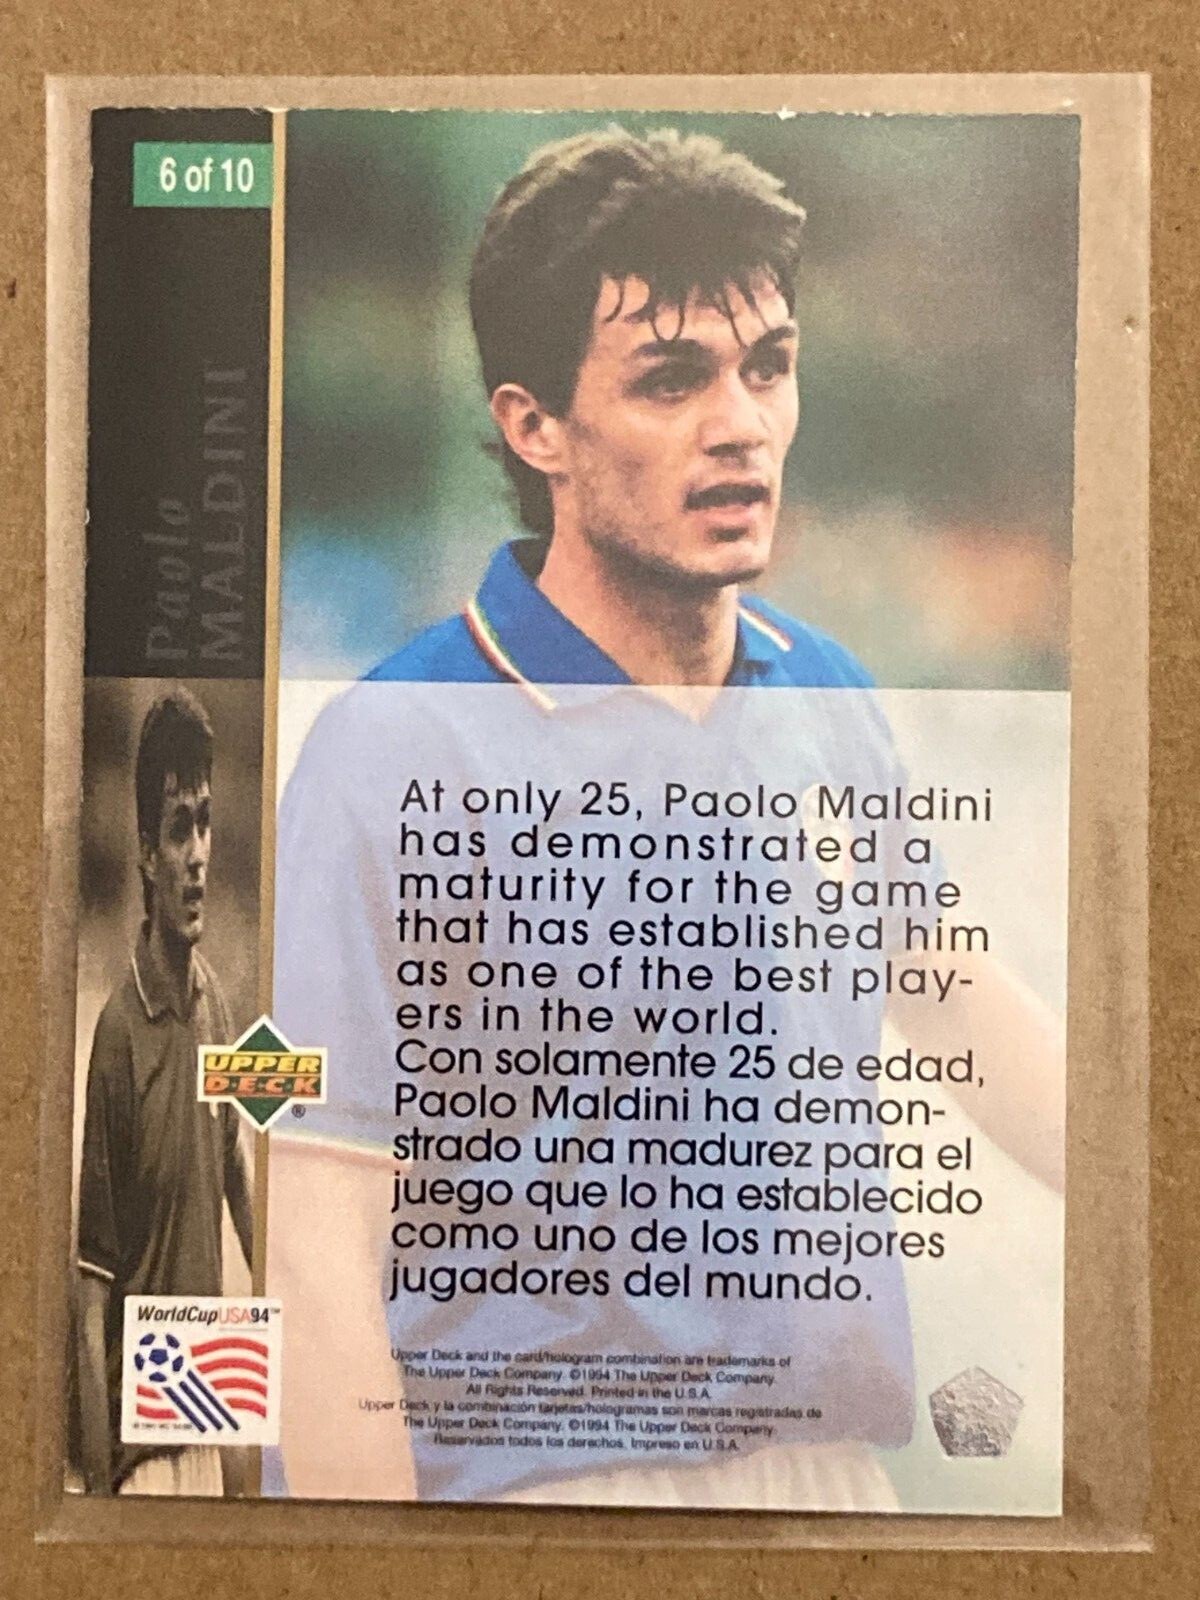 6 of 10
Paolo
MALDINI
At only 25, Paolo Maldini
has demonstrated a
maturity for the game
that has established him
as one of the best play-
ers in the world.
Con solamente 25 de edad,
Paolo Maldini ha demon-
strado una madurez para el
juego que lo ha establecido
como uno de los mejores
jugadores del mundo.
UPPER
D·E·C·K
®
WorldCupUSA94™
Upper Deck and the card/hologram combination are trademarks of
The Upper Deck Company. ©1994 The Upper Deck Company.
All Rights Reserved. Printed in the U.S.A.
Upper Deck y la combinación tarjetas/hologramas son marcas registradas de
The Upper Deck Company. ©1994 The Upper Deck Company.
Reservados todos los derechos. Impreso en U.S.A.